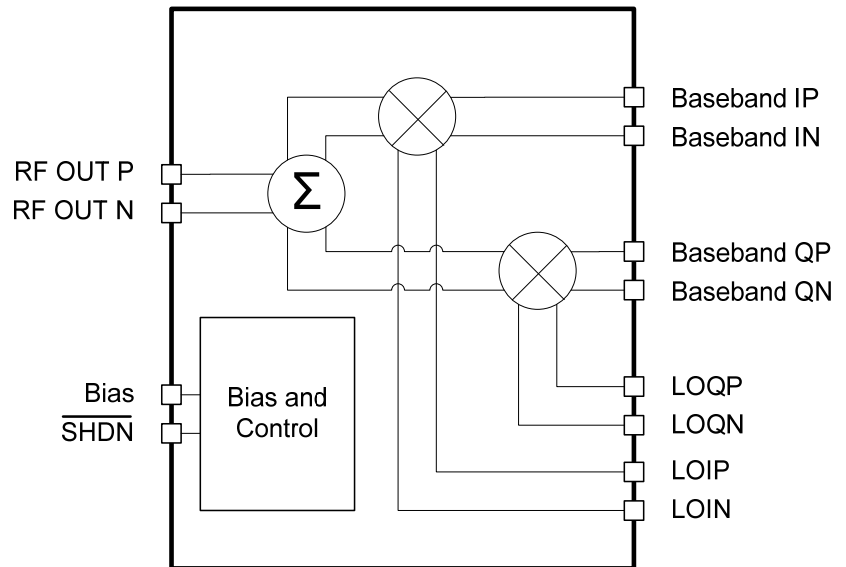 RF OUT P
RF OUT N
Bias
SHDN
Σ
Bias and
Control
Baseband IP
Baseband IN
Baseband QP
Baseband QN
LOQP
LOQN
LOIP
LOIN